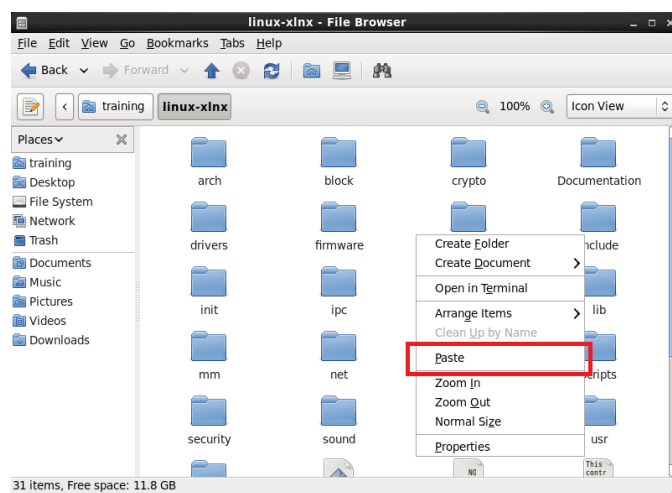 linux-xlnx - File Browser
File Edit View Go Bookmarks Tabs Help
Back Forward
training linux-xlnx 100% Icon View
Places
training
Desktop
File System
Network
Trash
Documents
Music
Pictures
Videos
Downloads
arch block crypto Documentation
drivers firmware
init ipc lib
mm net
security sound usr
NO
This
contr
Create Folder
Create Document
Open in Terminal
Arrange Items
Clean Up by Name
Paste
Zoom In
Zoom Out
Normal Size
Properties
31 items, Free space: 11.8 GB